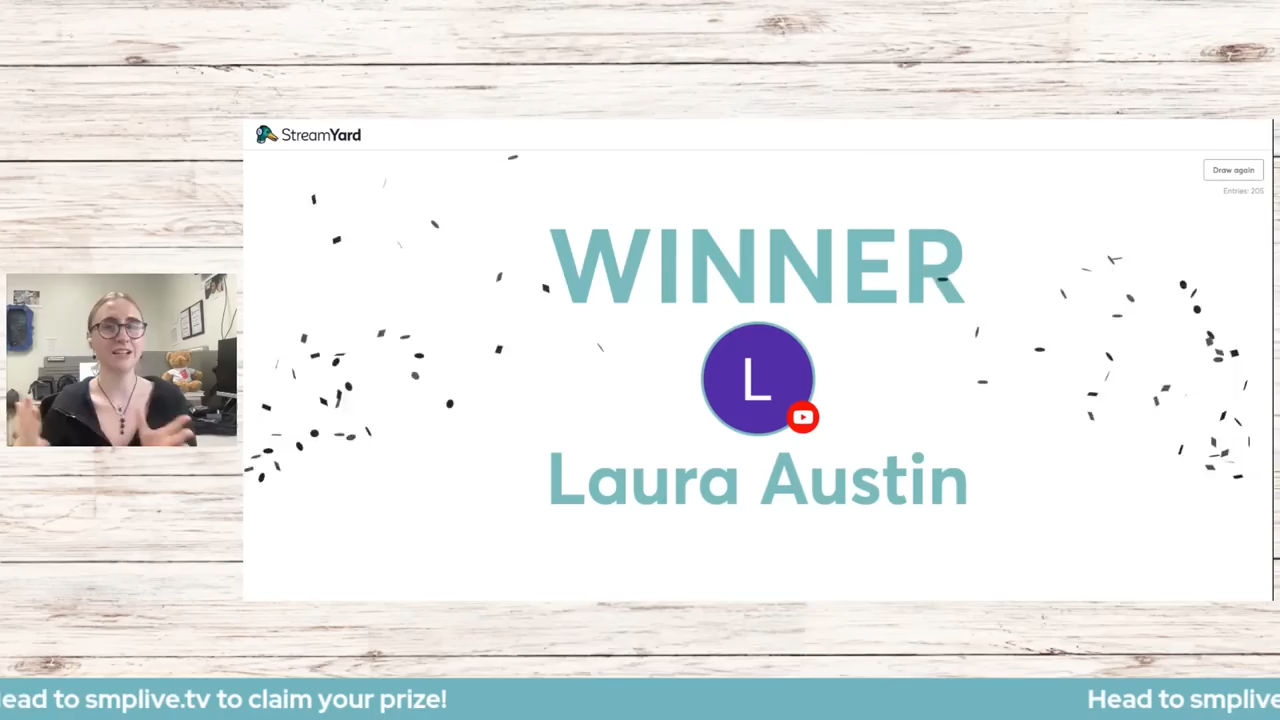 StreamYard
Draw again
Entries: 205
WINNER
L
Laura Austin
ead to smplive.tv to claim your prize!
Head to smplive